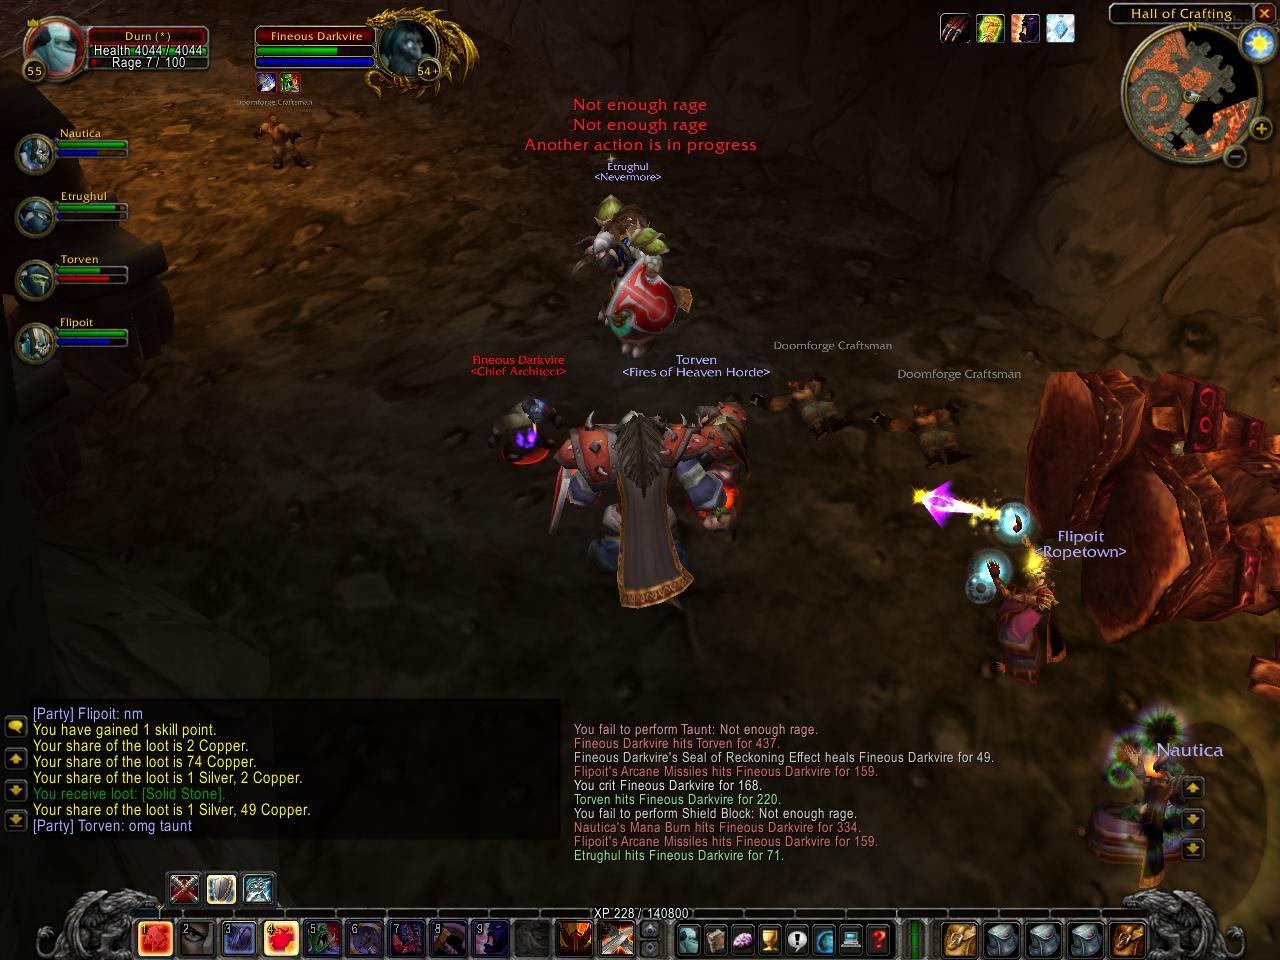 Durn (*)
Health 4044 / 4044
Rage 7 / 100
55
Fineous Darkvire
54+
Doomforge Craftsman
Hall of Crafting
N
Not enough rage
Not enough rage
Another action is in progress
Nautica
Etrughul
Torven
Flipoit
Etrughul
<Nevermore>
Fineous Darkvire
<Chief Architect>
Torven
<Fires of Heaven Horde>
Doomforge Craftsman
Doomforge Craftsman
Flipoit
<Ropetown>
Nautica
[Party] Flipoit: nm
You have gained 1 skill point.
Your share of the loot is 2 Copper.
Your share of the loot is 74 Copper.
Your share of the loot is 1 Silver, 2 Copper.
You receive loot: [Solid Stone].
Your share of the loot is 1 Silver, 49 Copper.
[Party] Torven: omg taunt
You fail to perform Taunt: Not enough rage.
Fineous Darkvire hits Torven for 437.
Fineous Darkvire's Seal of Reckoning Effect heals Fineous Darkvire for 49.
Flipoit's Arcane Missiles hits Fineous Darkvire for 159.
You crit Fineous Darkvire for 168.
Torven hits Fineous Darkvire for 220.
You fail to perform Shield Block: Not enough rage.
Nautica's Mana Burn hits Fineous Darkvire for 334.
Flipoit's Arcane Missiles hits Fineous Darkvire for 159.
Etrughul hits Fineous Darkvire for 71.
XP 228 / 140800
1 2 3 4 5 6 7 8 9